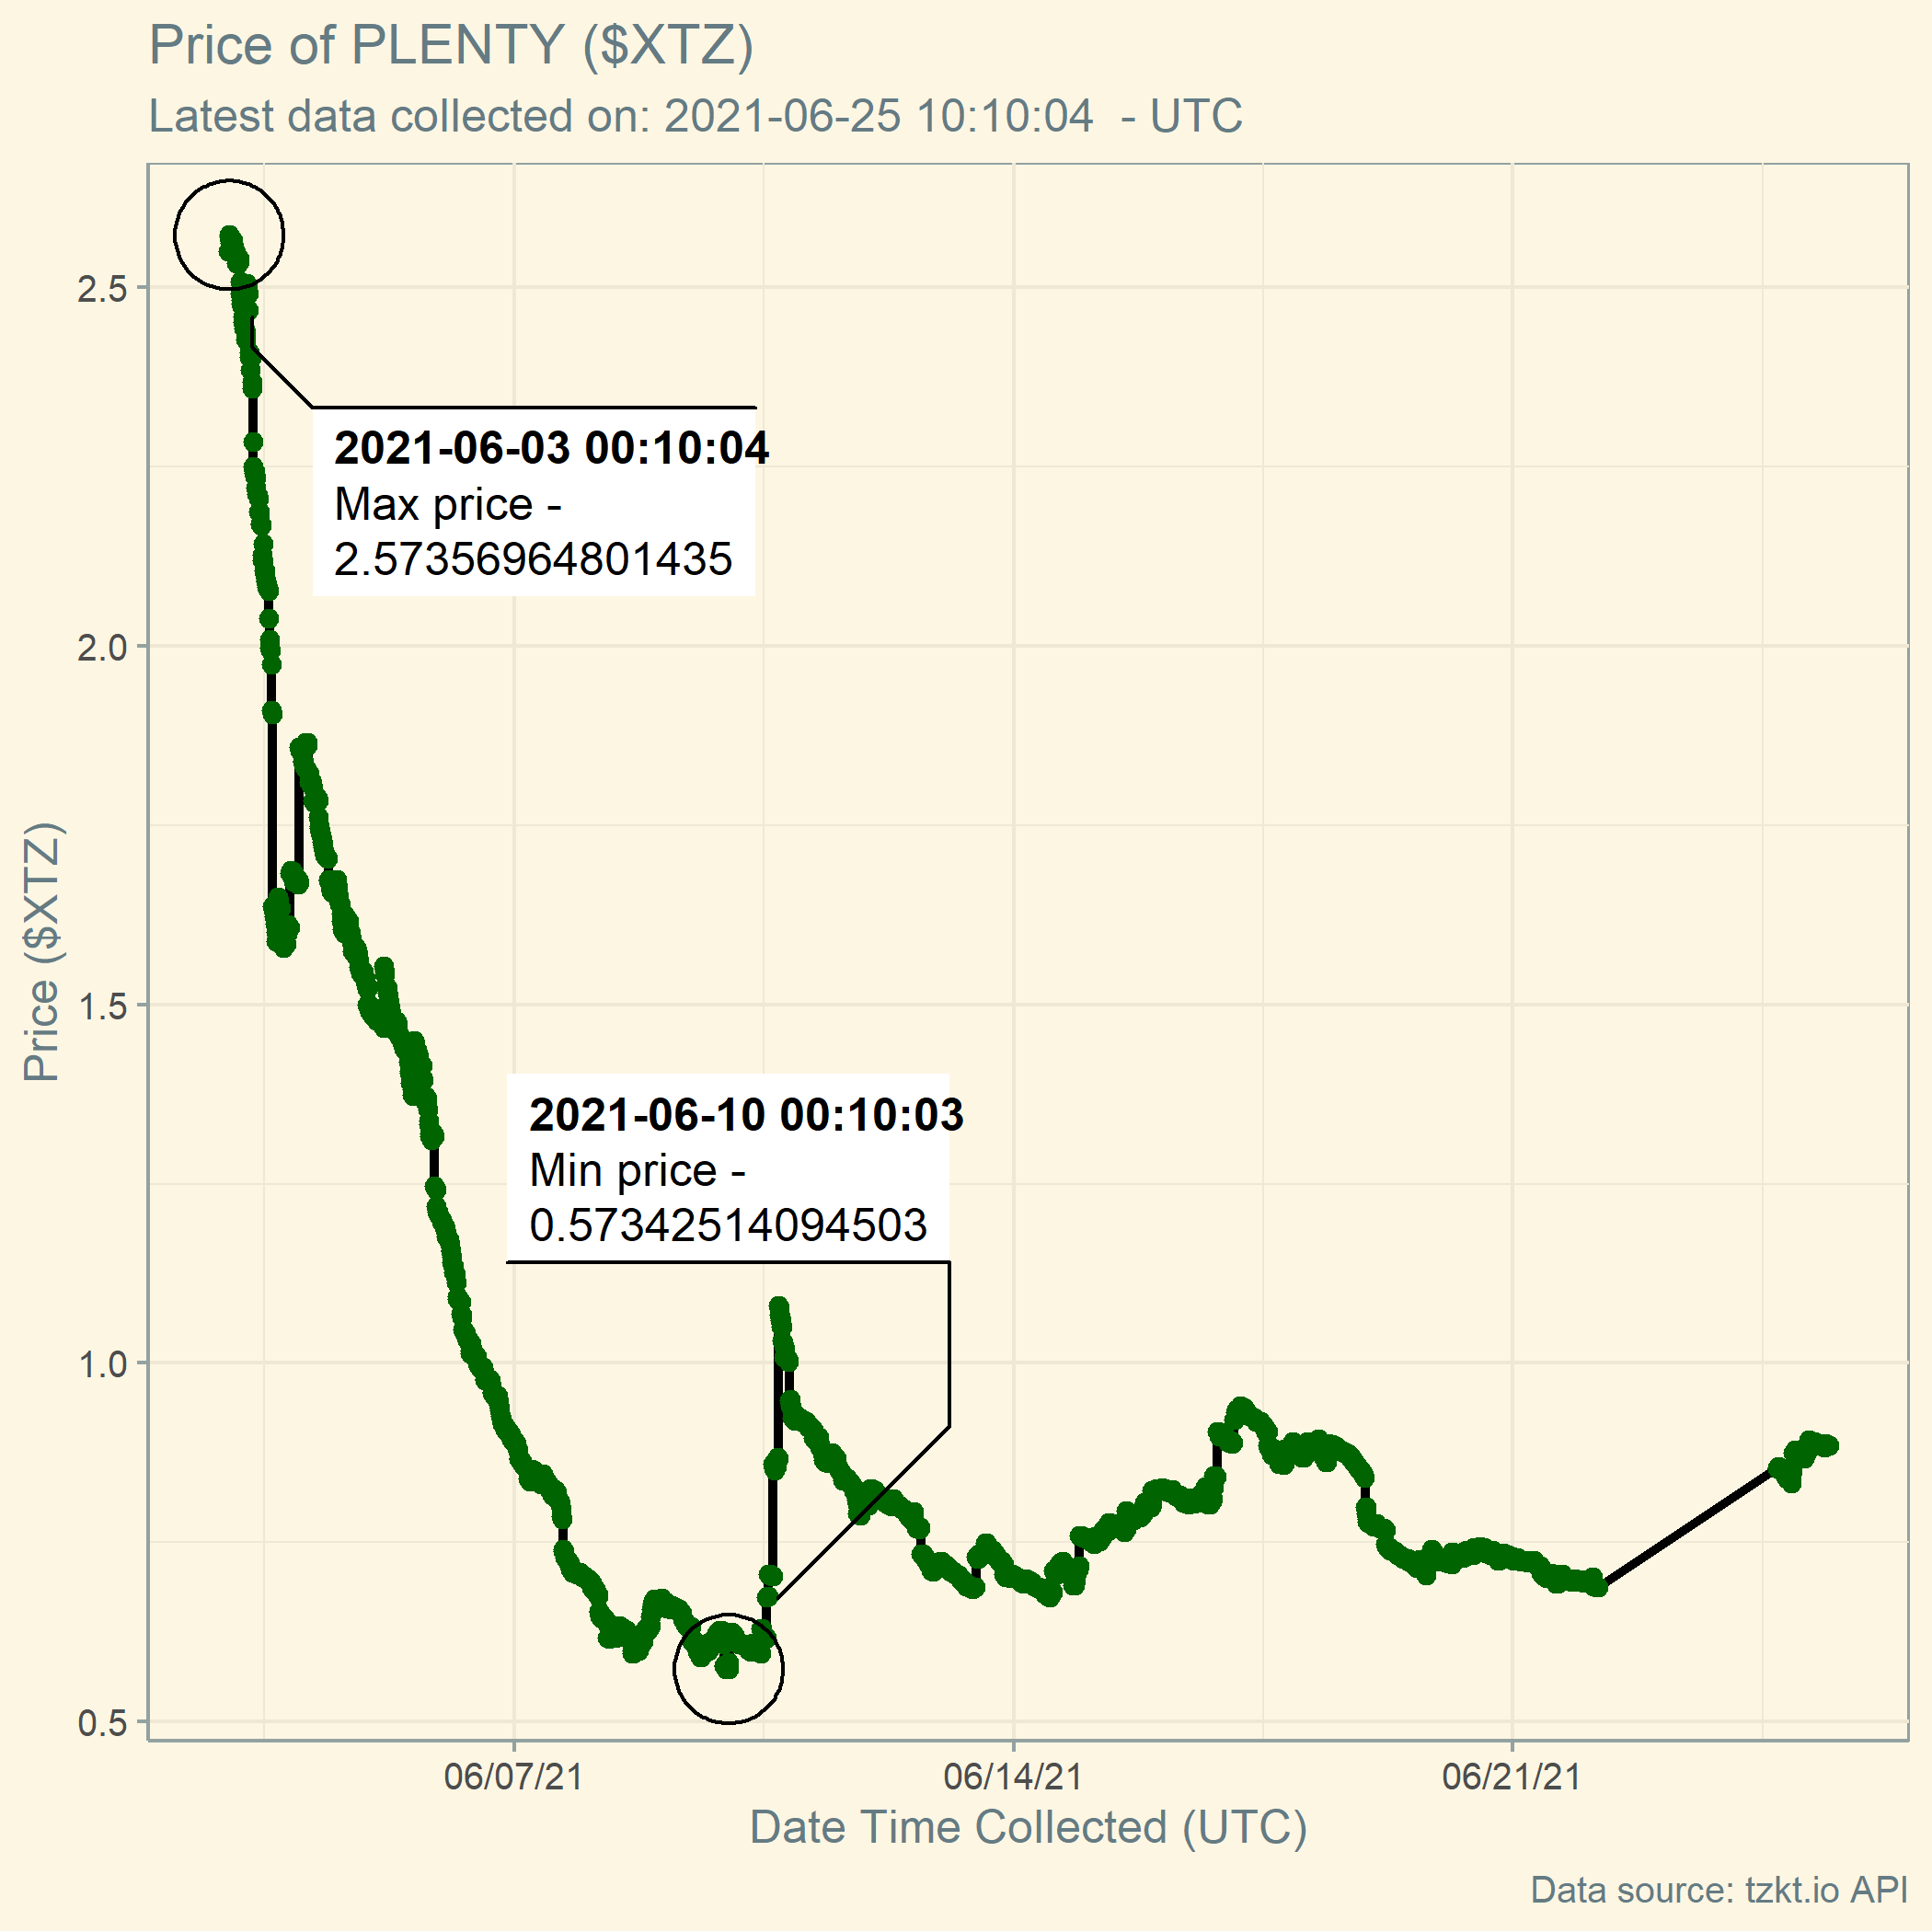 Price of PLENTY ($XTZ)
Latest data collected on: 2021-06-25 10:10:04  - UTC
2.5
2.0
1.5
1.0
0.5
Price ($XTZ)
2021-06-03 00:10:04
Max price -
2.57356964801435
2021-06-10 00:10:03
Min price -
0.57342514094503
06/07/21
06/14/21
06/21/21
Date Time Collected (UTC)
Data source: tzkt.io API